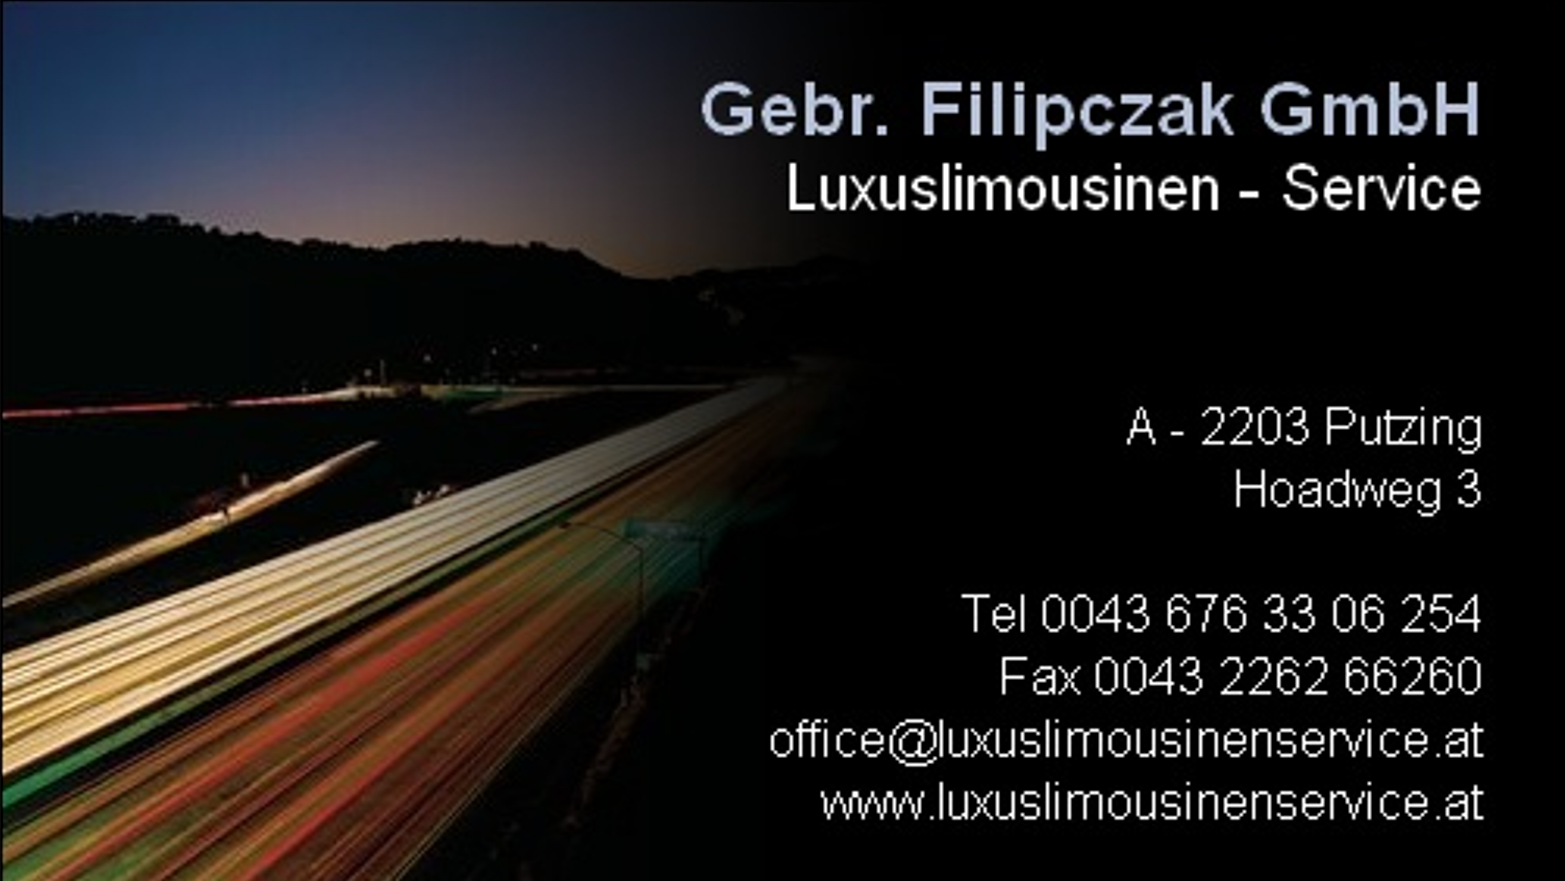 Gebr. Filipczak GmbH
Luxuslimousinen - Service
A - 2203 Putzing
Hoadweg 3
Tel 0043 676 33 06 254
Fax 0043 2262 66260
office@luxuslimousinenservice.at
www.luxuslimousinenservice.at